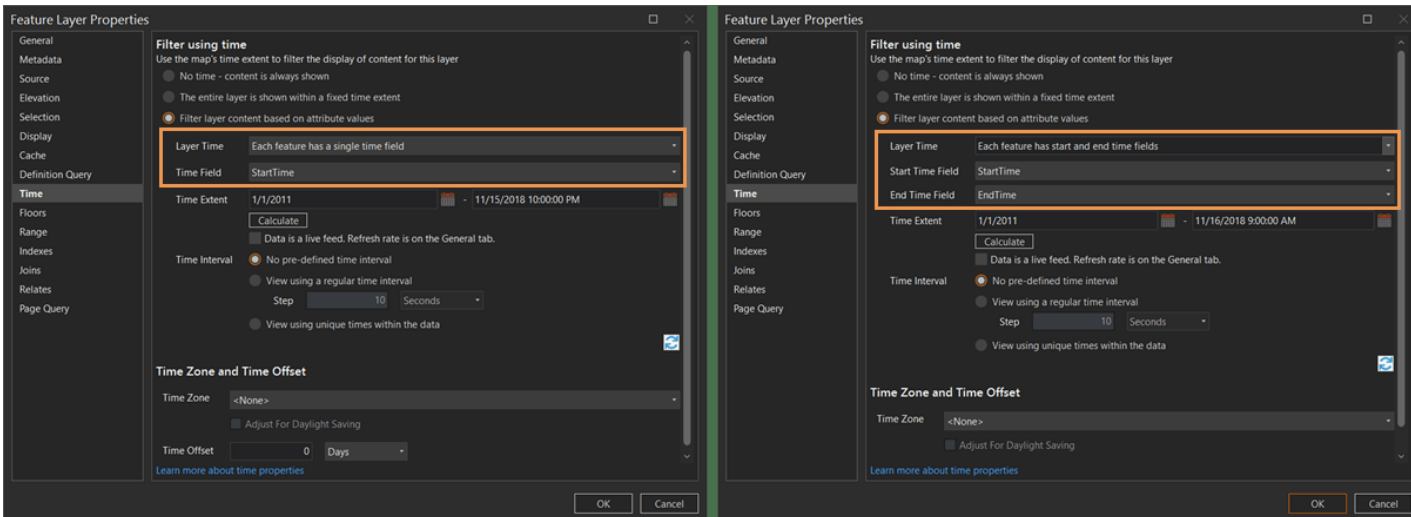 Feature Layer Properties
General
Metadata
Source
Elevation
Selection
Display
Cache
Definition Query
Time
Floors
Range
Indexes
Joins
Relates
Page Query
Filter using time
Use the map's time extent to filter the display of content for this layer
No time - content is always shown
The entire layer is shown within a fixed time extent
Filter layer content based on attribute values
Layer Time Each feature has a single time field
Time Field StartTime
Time Extent 1/1/2011 - 11/15/2018 10:00:00 PM
Calculate
Data is a live feed. Refresh rate is on the General tab.
Time Interval No pre-defined time interval
View using a regular time interval
Step 10 Seconds
View using unique times within the data
Time Zone and Time Offset
Time Zone <None>
Adjust For Daylight Saving
Time Offset 0 Days
Learn more about time properties
OK Cancel
Feature Layer Properties
General
Metadata
Source
Elevation
Selection
Display
Cache
Definition Query
Time
Floors
Range
Indexes
Joins
Relates
Page Query
Filter using time
Use the map's time extent to filter the display of content for this layer
No time - content is always shown
The entire layer is shown within a fixed time extent
Filter layer content based on attribute values
Layer Time Each feature has start and end time fields
Start Time Field StartTime
End Time Field EndTime
Time Extent 1/1/2011 - 11/16/2018 9:00:00 AM
Calculate
Data is a live feed. Refresh rate is on the General tab.
Time Interval No pre-defined time interval
View using a regular time interval
Step 10 Seconds
View using unique times within the data
Time Zone and Time Offset
Time Zone <None>
Adjust For Daylight Saving
Learn more about time properties
OK Cancel